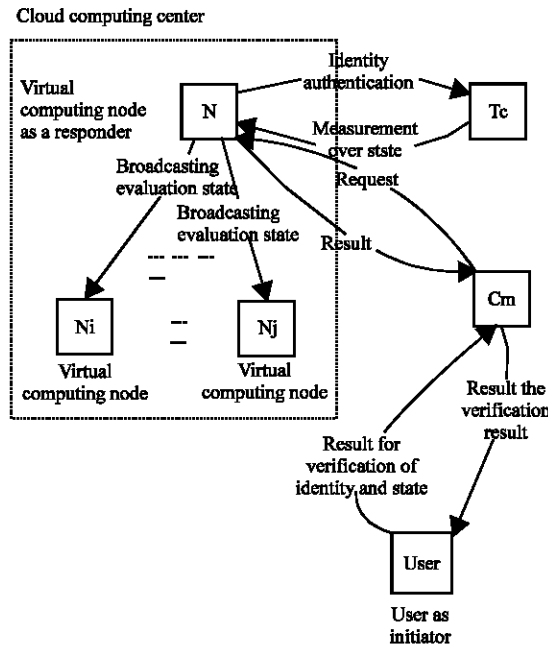 Cloud computing center
Virtual
computing node
as a responder
N
Identity
authentication
Tc
Measurement
over stste
Request
Broadcasting
evaluation state
Broadcasting
evaluation state
Result
Cm
Ni
Nj
Virtual
computing node
Virtual
computing node
Result the
verification
result
Result for
verification of
identity and state
User
User as
initiator